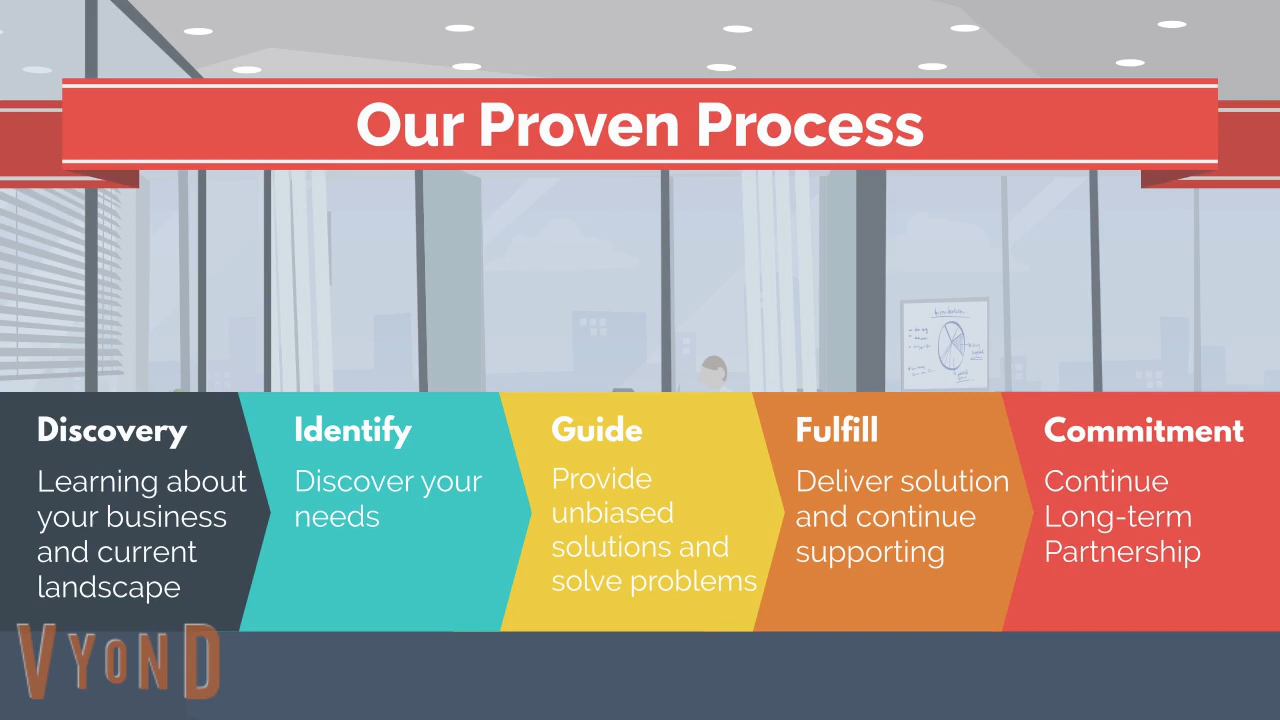 Our Proven Process
Discovery
Learning about
your business
and current
landscape
Identify
Discover your
needs
Guide
Provide
unbiased
solutions and
solve problems
Fulfill
Deliver solution
and continue
supporting
Commitment
Continue
Long-term
Partnership
VYOND